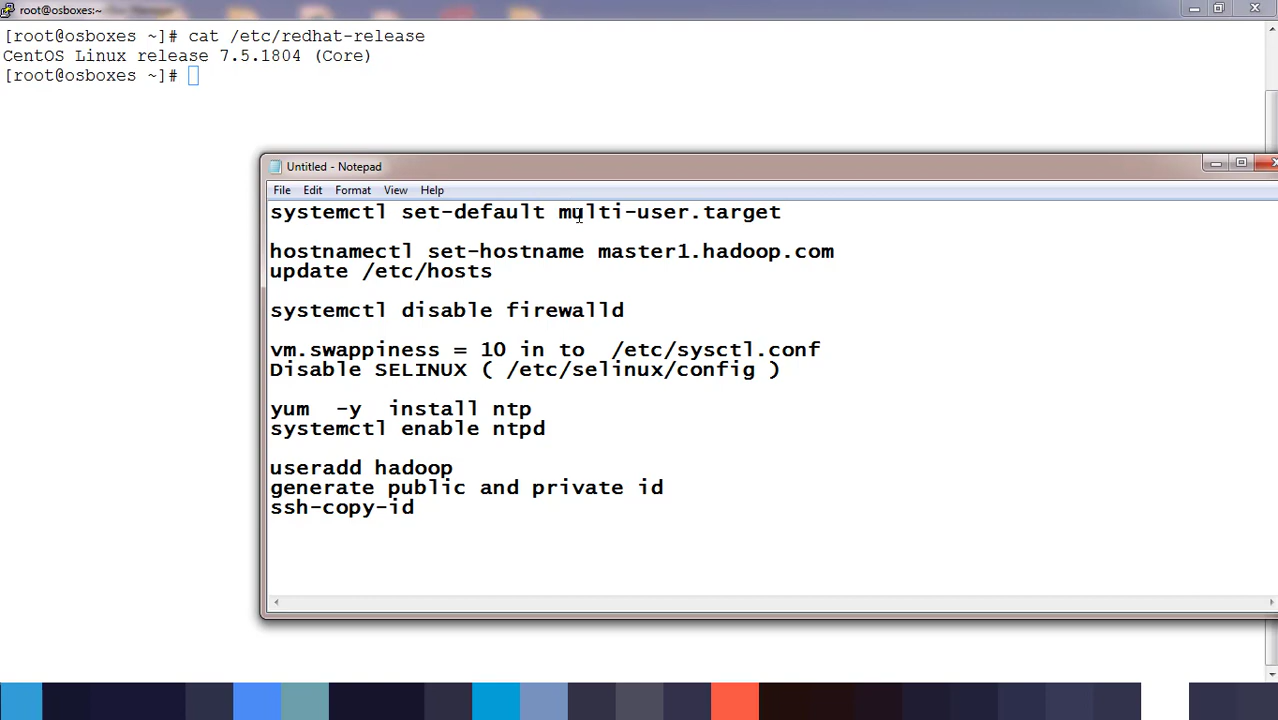 root@osboxes:~
[root@osboxes ~]# cat /etc/redhat-release
CentOS Linux release 7.5.1804 (Core)
[root@osboxes ~]#
Untitled - Notepad
File Edit Format View Help
systemctl set-default multi-user.target
hostnamectl set-hostname master1.hadoop.com
update /etc/hosts
systemctl disable firewalld
vm.swappiness = 10 in to  /etc/sysctl.conf
Disable SELINUX ( /etc/selinux/config )
yum  -y  install ntp
systemctl enable ntpd
useradd hadoop
generate public and private id
ssh-copy-id